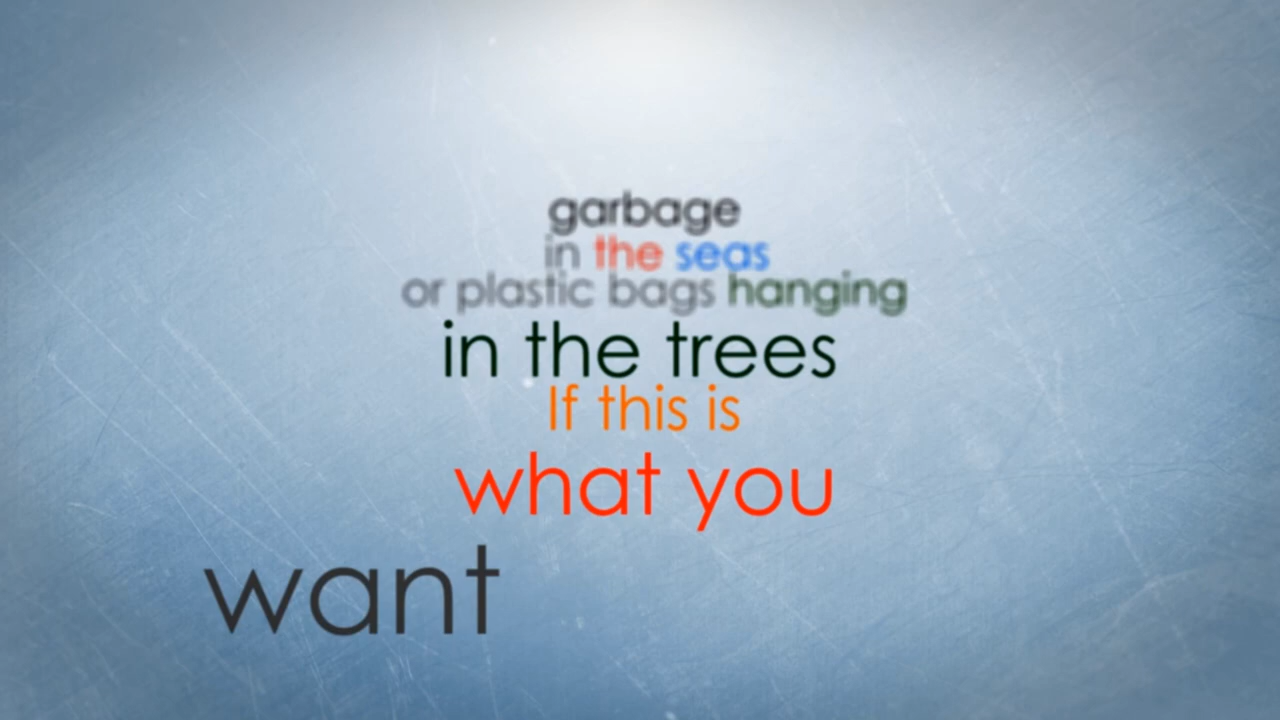 garbage
in the seas
or plastic bags hanging
in the trees
If this is
what you
want